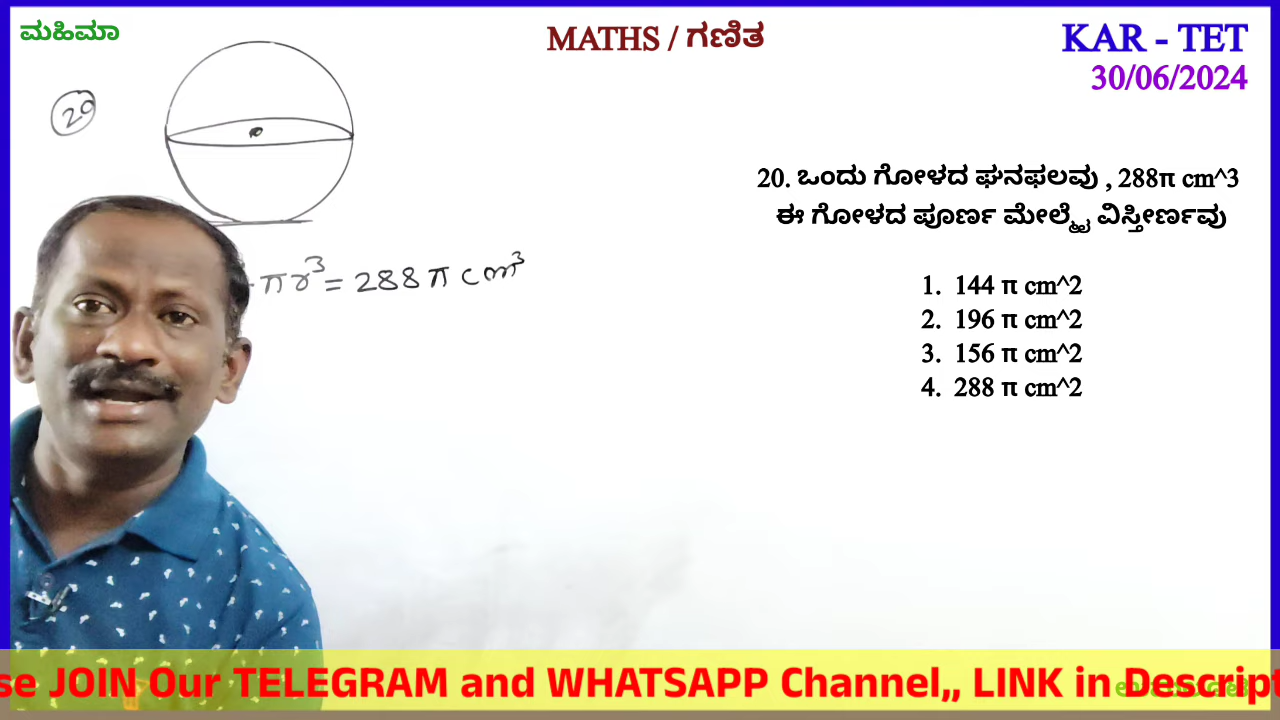 ಮಹಿಮಾ
MATHS / ಗಣಿತ
KAR - TET
30/06/2024
20
πr³ = 288 π cm³
20. ಒಂದು ಗೋಳದ ಘನಫಲವು , 288π cm^3
ಈ ಗೋಳದ ಪೂರ್ಣ ಮೇಲ್ಮೈ ವಿಸ್ತೀರ್ಣವು
1. 144 π cm^2
2. 196 π cm^2
3. 156 π cm^2
4. 288 π cm^2
se JOIN Our TELEGRAM and WHATSAPP Channel,, LINK in Descript